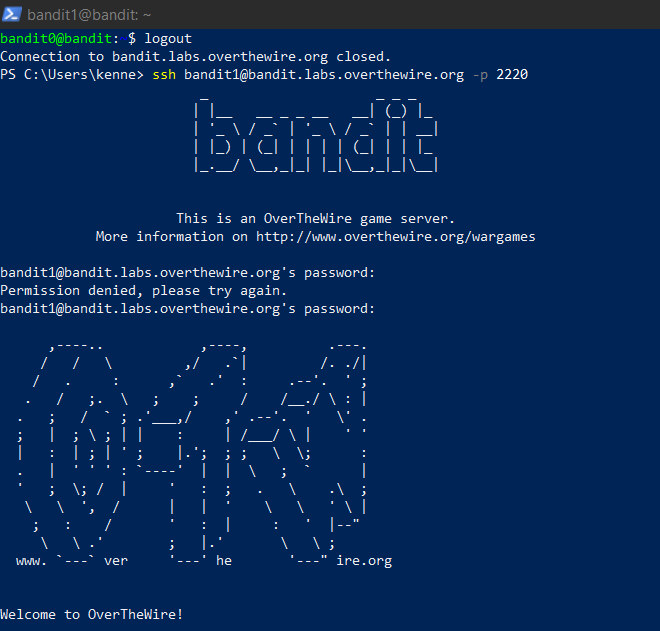 bandit1@bandit: ~
bandit0@bandit: $ logout
Connection to bandit.labs.overthewire.org closed.
PS C:\Users\kenne> ssh bandit1@bandit.labs.overthewire.org -p 2220
bandit
This is an OverTheWire game server.
More information on http://www.overthewire.org/wargames
bandit1@bandit.labs.overthewire.org's password:
Permission denied, please try again.
bandit1@bandit.labs.overthewire.org's password:
www. ver he ire.org
Welcome to OverTheWire!